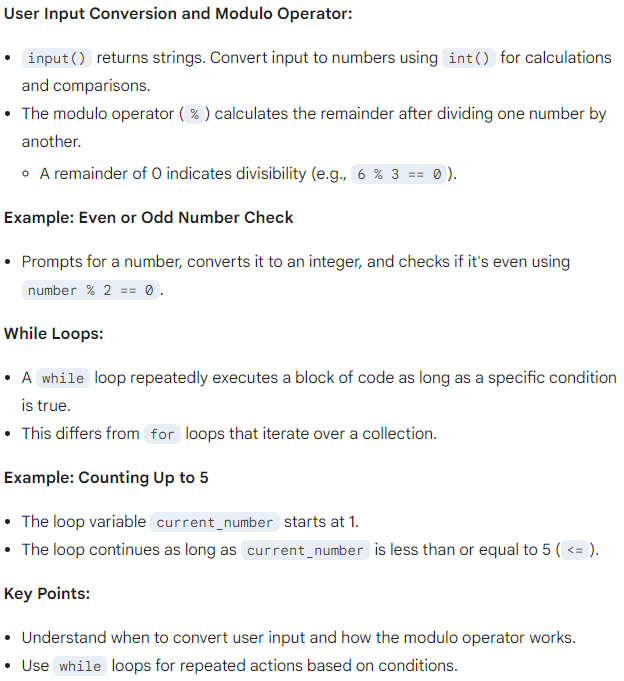 User Input Conversion and Modulo Operator:
• input() returns strings. Convert input to numbers using int() for calculations
and comparisons.
• The modulo operator ( % ) calculates the remainder after dividing one number by
another.
◦ A remainder of 0 indicates divisibility (e.g., 6 % 3 == 0 ).
Example: Even or Odd Number Check
• Prompts for a number, converts it to an integer, and checks if it's even using
number % 2 == 0 .
While Loops:
• A while loop repeatedly executes a block of code as long as a specific condition
is true.
• This differs from for loops that iterate over a collection.
Example: Counting Up to 5
• The loop variable current_number starts at 1.
• The loop continues as long as current_number is less than or equal to 5 ( <= ).
Key Points:
• Understand when to convert user input and how the modulo operator works.
• Use while loops for repeated actions based on conditions.